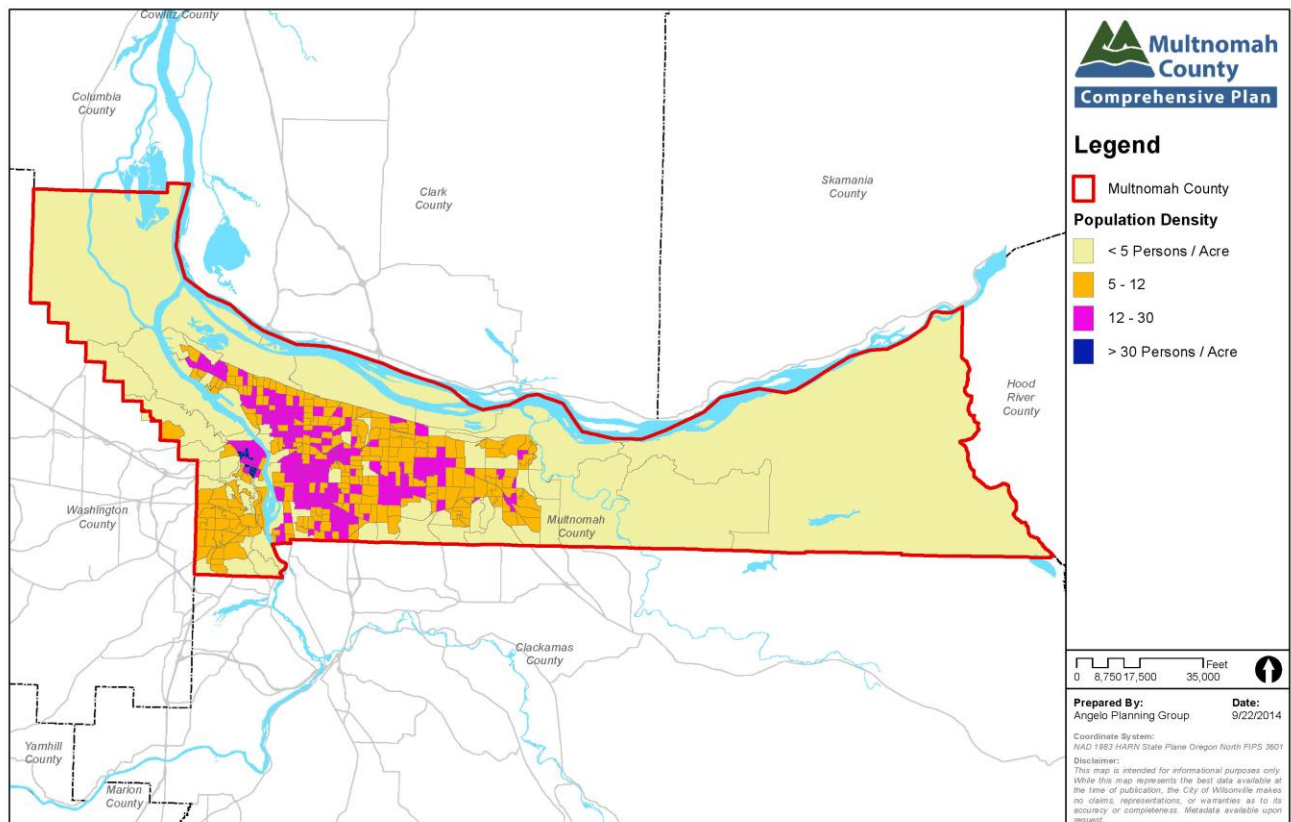 Cowlitz County
Columbia
County
Clark
County
Skamania
County
Hood
River
County
Washington
County
Multnomah
County
Clackamas
County
Yamhill
County
Marion
County
Multnomah
County
Comprehensive Plan
Legend
Multnomah County
Population Density
< 5 Persons / Acre
5 - 12
12 - 30
> 30 Persons / Acre
Feet
0 8,750 17,500 35,000
Prepared By: Date:
Angelo Planning Group 9/22/2014
Coordinate System:
NAD 1983 HARN State Plane Oregon North FIPS 3601
Disclaimer:
This map is intended for informational purposes only.
While this map represents the best data available at
the time of publication, the City of Wilsonville makes
no claims, representations, or warranties as to its
accuracy or completeness. Metadata available upon
request.